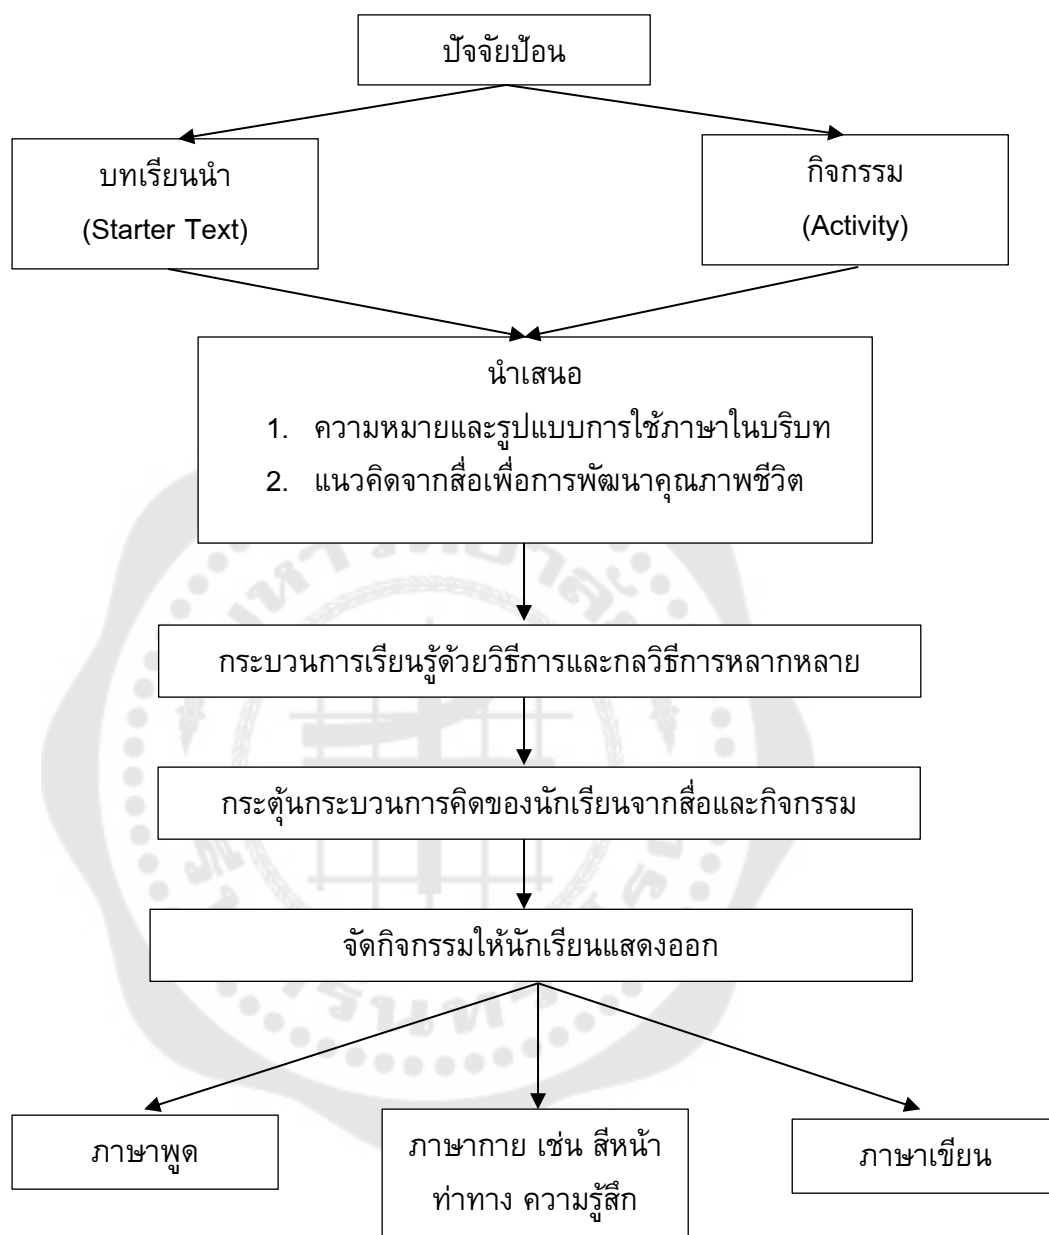 ปัจจัยป้อน
บทเรียนนำ
(Starter Text)
กิจกรรม
(Activity)
นำเสนอ
1. ความหมายและรูปแบบการใช้ภาษาในบริบท
2. แนวคิดจากสื่อเพื่อการพัฒนาคุณภาพชีวิต
กระบวนการเรียนรู้ด้วยวิธีการและกลวิธีการหลากหลาย
กระตุ้นกระบวนการคิดของนักเรียนจากสื่อและกิจกรรม
จัดกิจกรรมให้นักเรียนแสดงออก
ภาษาพูด
ภาษากาย เช่น สีหน้า
ท่าทาง ความรู้สึก
ภาษาเขียน